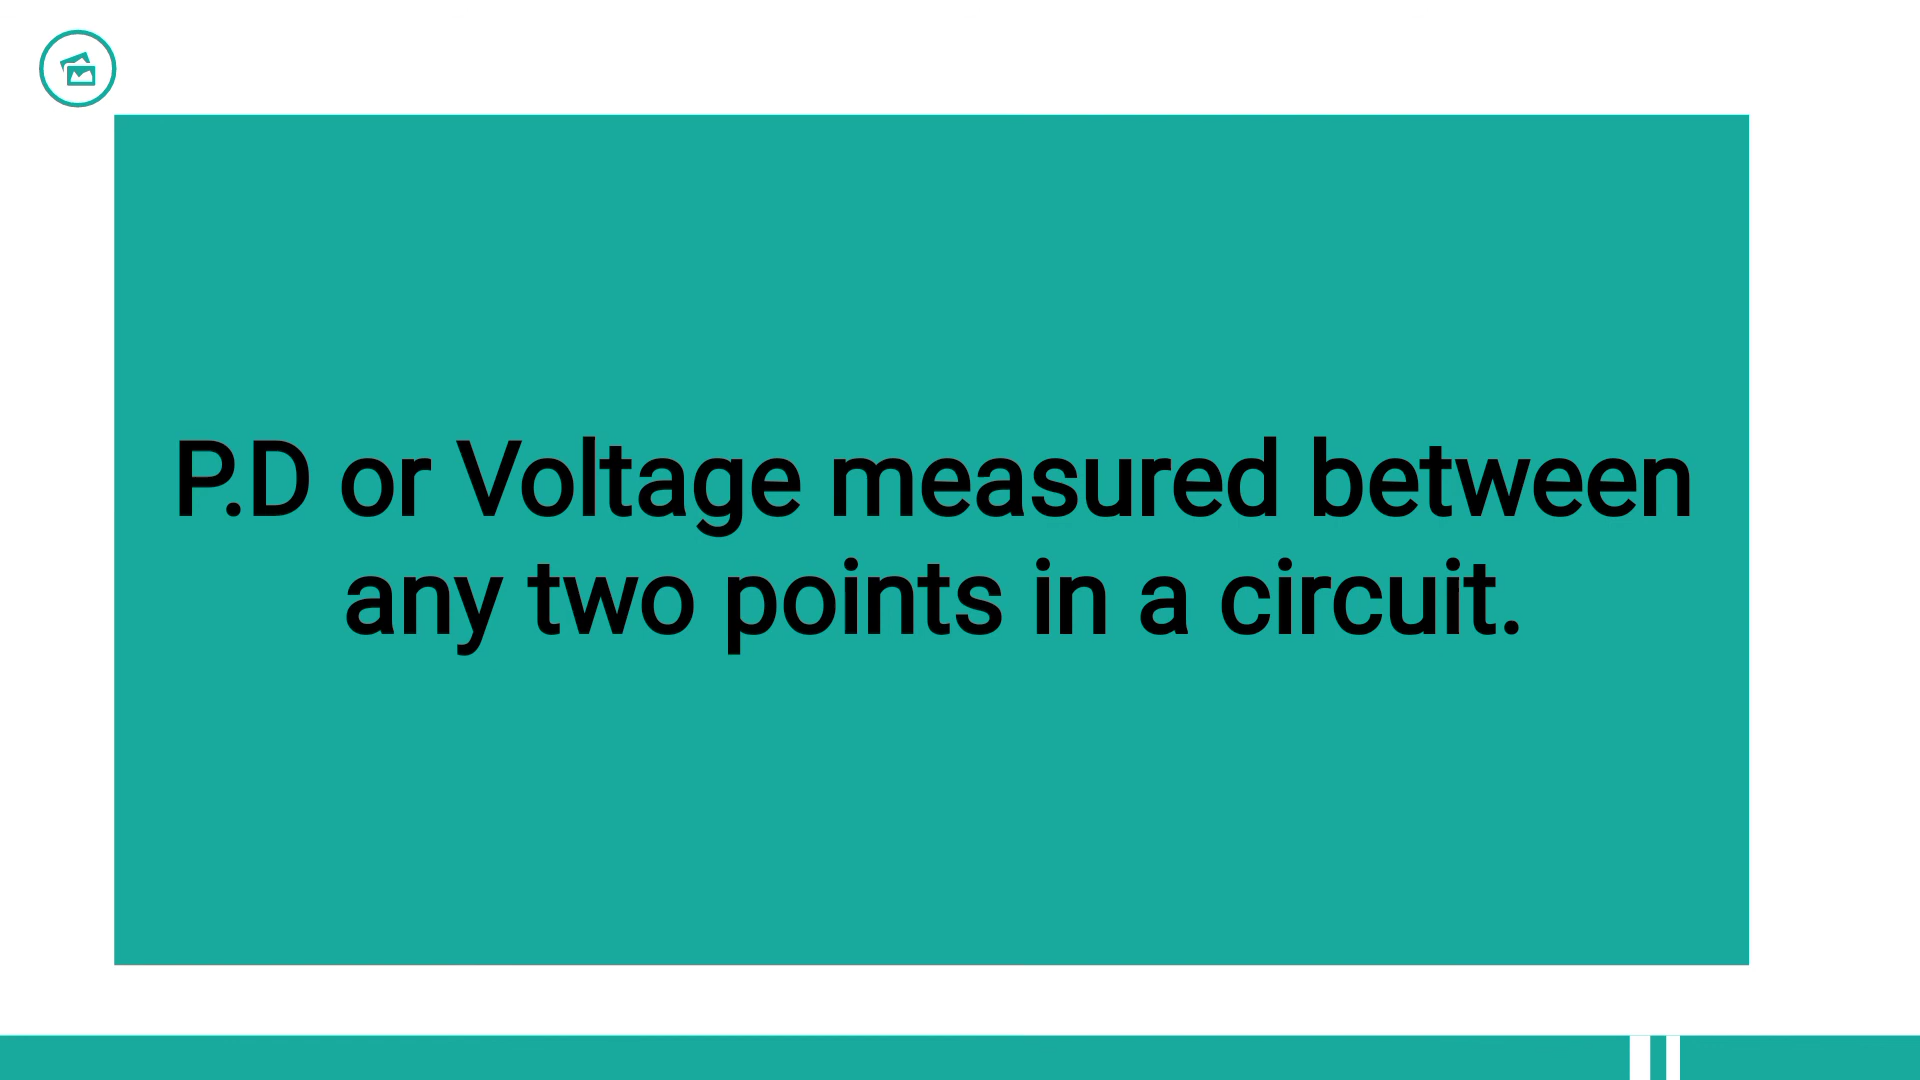 P.D or Voltage measured between
any two points in a circuit.